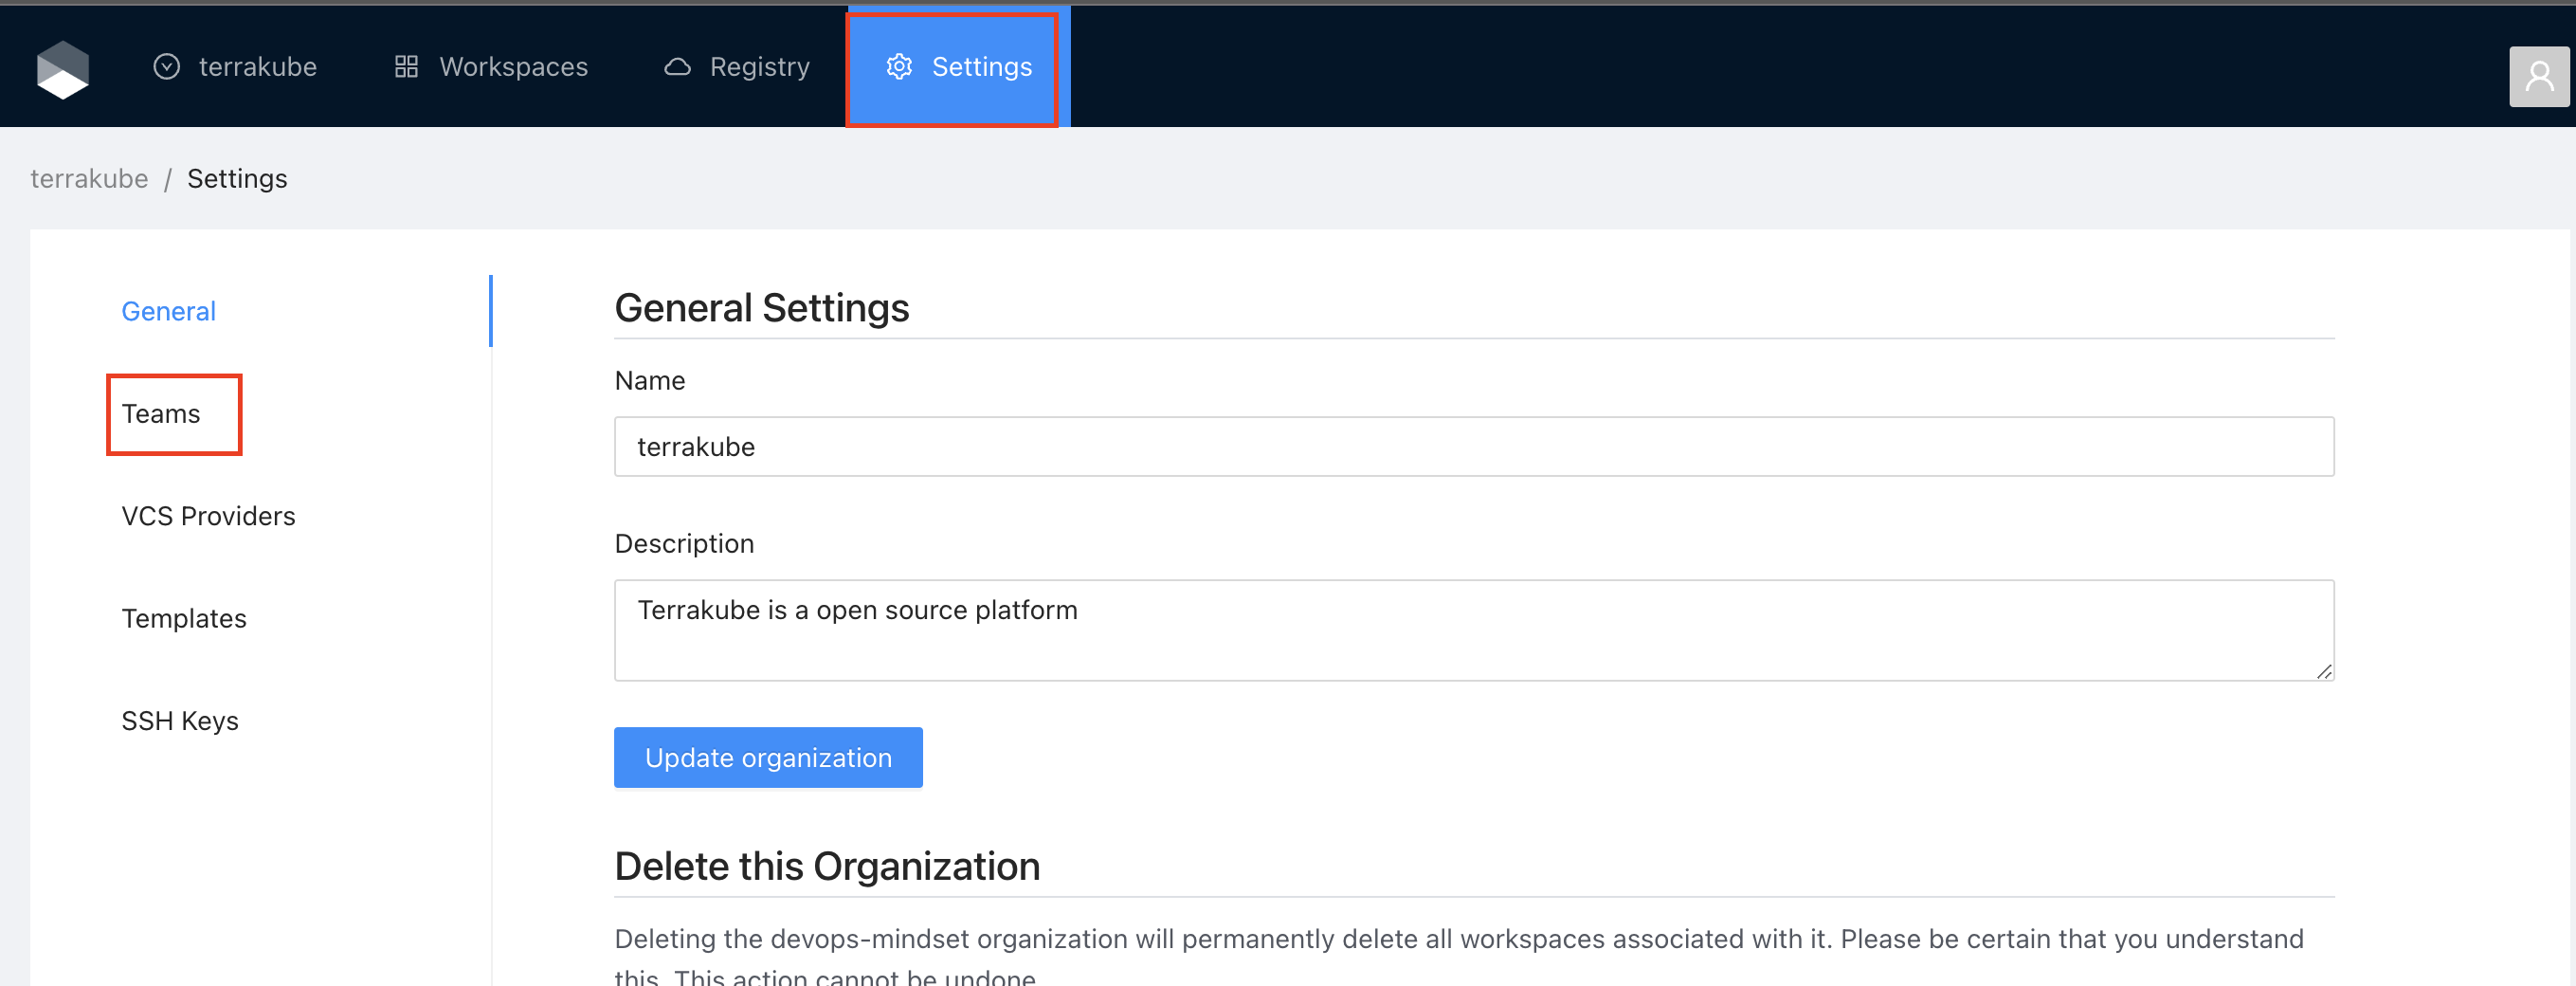 terrakube Workspaces Registry Settings
terrakube / Settings
General
Teams
VCS Providers
Templates
SSH Keys
General Settings
Name
terrakube
Description
Terrakube is a open source platform
Update organization
Delete this Organization
Deleting the devops-mindset organization will permanently delete all workspaces associated with it. Please be certain that you understand
this. This action cannot be undone